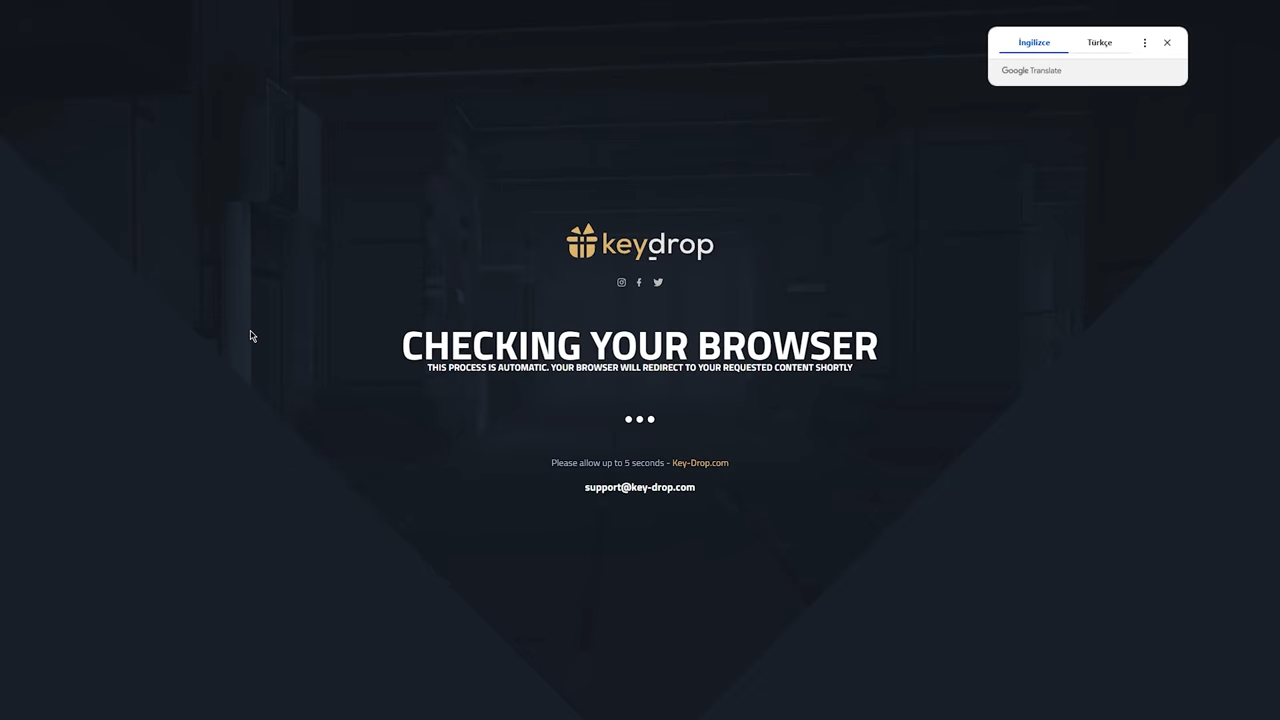 İngilizce
Türkçe
Google Translate
keydrop
CHECKING YOUR BROWSER
THIS PROCESS IS AUTOMATIC. YOUR BROWSER WILL REDIRECT TO YOUR REQUESTED CONTENT SHORTLY
Please allow up to 5 seconds - Key-Drop.com
support@key-drop.com